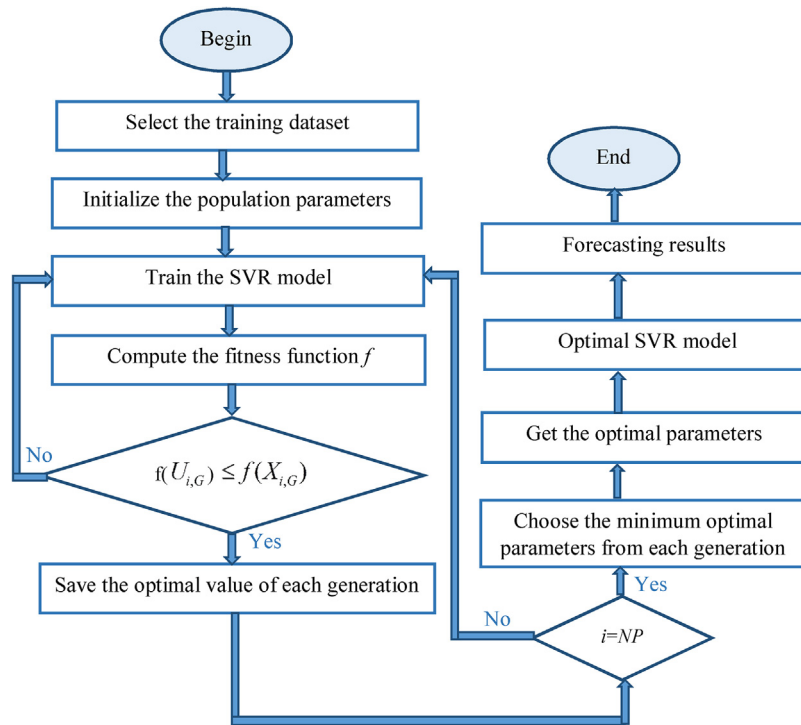 Begin
Select the training dataset
Initialize the population parameters
Train the SVR model
Compute the fitness function f
No
f(U_{i,G}) ≤ f(X_{i,G})
Yes
Save the optimal value of each generation
No
i=NP
Yes
Choose the minimum optimal
parameters from each generation
Get the optimal parameters
Optimal SVR model
Forecasting results
End